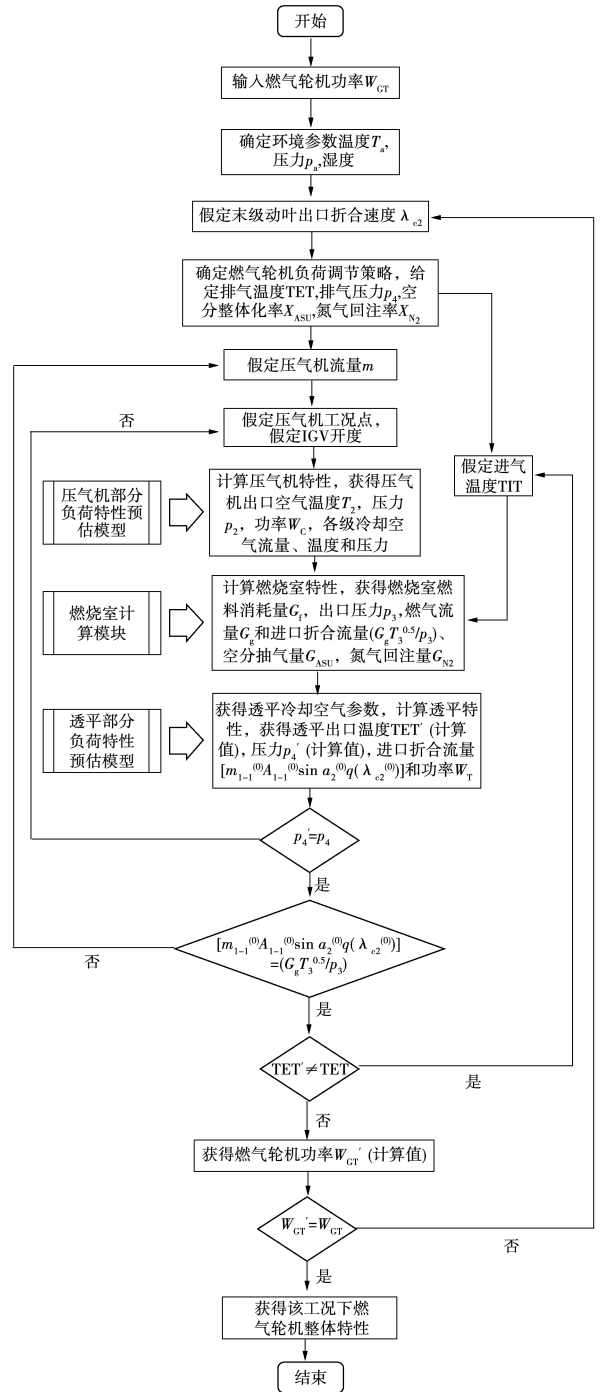 开始
输入燃气轮机功率W_GT
确定环境参数温度T_a,
压力p_a,湿度
假定末级动叶出口折合速度 λ_c2
确定燃气轮机负荷调节策略，给
定排气温度TET,排气压力p_4,空
分整体化率X_ASU,氮气回注率X_N2
假定压气机流量m
否
假定压气机工况点，
假定IGV开度
假定进气
温度TIT
压气机部分
负荷特性预
估模型
计算压气机特性，获得压气
机出口空气温度T_2，压力
p_2，功率W_C，各级冷却空
气流量、温度和压力
燃烧室计
算模块
计算燃烧室特性，获得燃烧室燃
料消耗量G_f，出口压力p_3,燃气流
量G_g和进口折合流量(G_gT_3^0.5/p_3)、
空分抽气量G_ASU，氮气回注量G_N2
透平部分
负荷特性
预估模型
获得透平冷却空气参数，计算透平特
性，获得透平出口温度TET′(计算
值),压力p_4′(计算值),进口折合流量
[m_1-1^(0)A_1-1^(0)sin a_2^(0)q(λ_c2^(0))]和功率W_T
p_4′=p_4
是
[m_1-1^(0)A_1-1^(0)sin a_2^(0)q(λ_c2^(0))]
=(G_gT_3^0.5/p_3)
否
是
TET′≠TET
是
否
获得燃气轮机功率W_GT′(计算值)
W_GT′=W_GT
否
是
获得该工况下燃
气轮机整体特性
结束